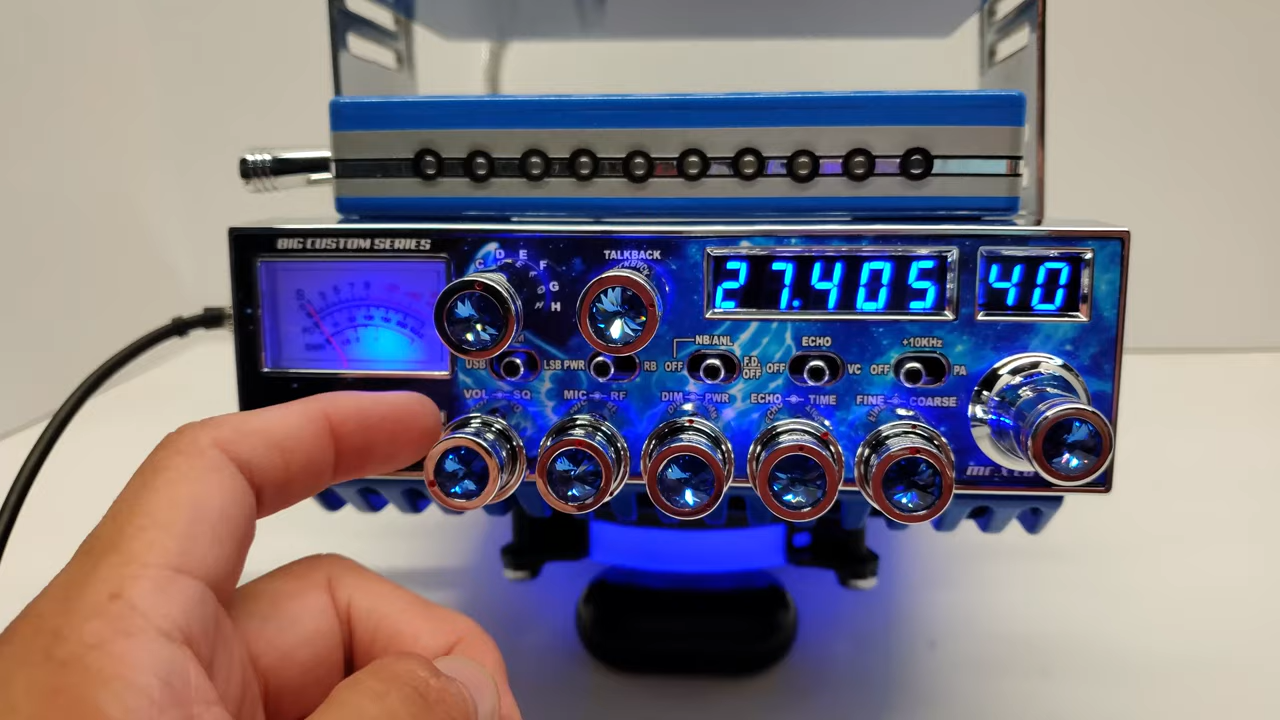 BIG CUSTOM SERIES
C D E F G H
TALKBACK
27.405
40
USB
LSB PWR RB
OFF NB/ANL F.D. OFF
OFF ECHO VC
OFF +10KHz PA
VOL SQ
MIC RF
DIM PWR
ECHO TIME
FINE COARSE